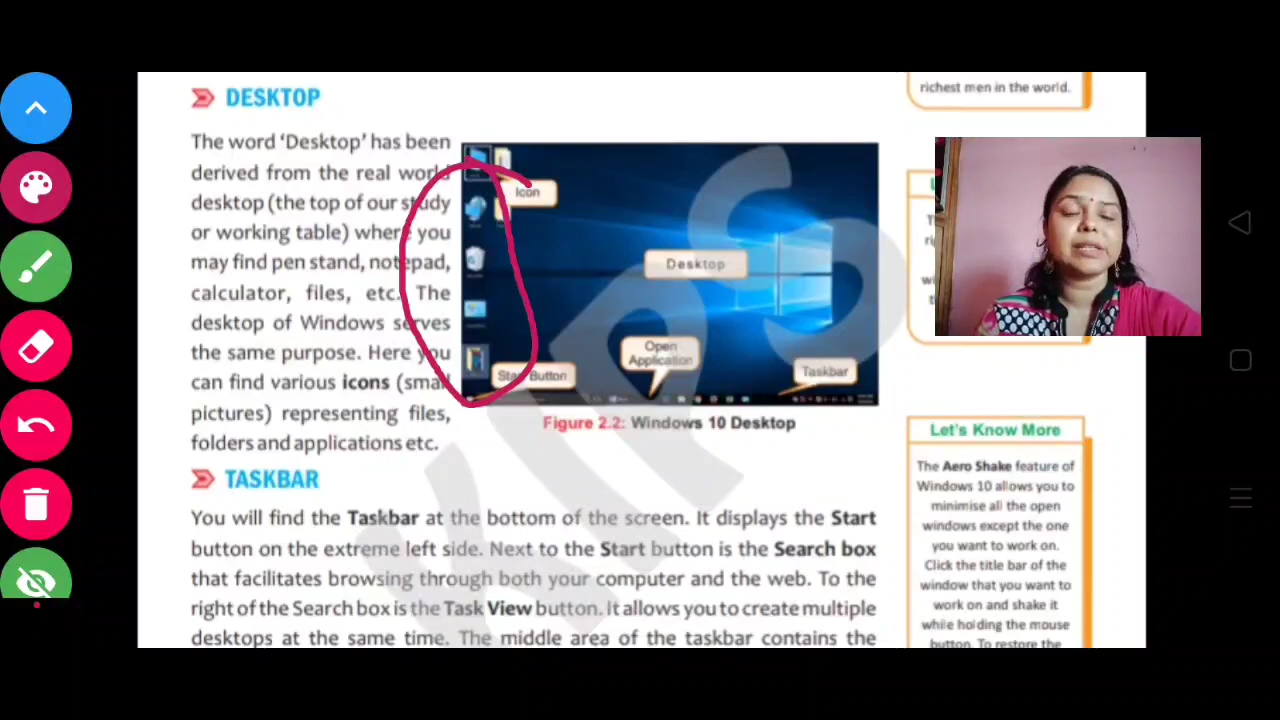 richest men in the world.
DESKTOP
The word ‘Desktop’ has been
derived from the real world
desktop (the top of our study
or working table) where you
may find pen stand, notepad,
calculator, files, etc. The
desktop of Windows serves
the same purpose. Here you
can find various icons (small
pictures) representing files,
folders and applications etc.
Icon
Desktop
Open
Application
Start Button
Taskbar
Figure 2.2: Windows 10 Desktop
TASKBAR
You will find the Taskbar at the bottom of the screen. It displays the Start
button on the extreme left side. Next to the Start button is the Search box
that facilitates browsing through both your computer and the web. To the
right of the Search box is the Task View button. It allows you to create multiple
desktops at the same time. The middle area of the taskbar contains the
Let's Know More
The Aero Shake feature of
Windows 10 allows you to
minimise all the open
windows except the one
you want to work on.
Click the title bar of the
window that you want to
work on and shake it
while holding the mouse
button. To restore the
KIPS